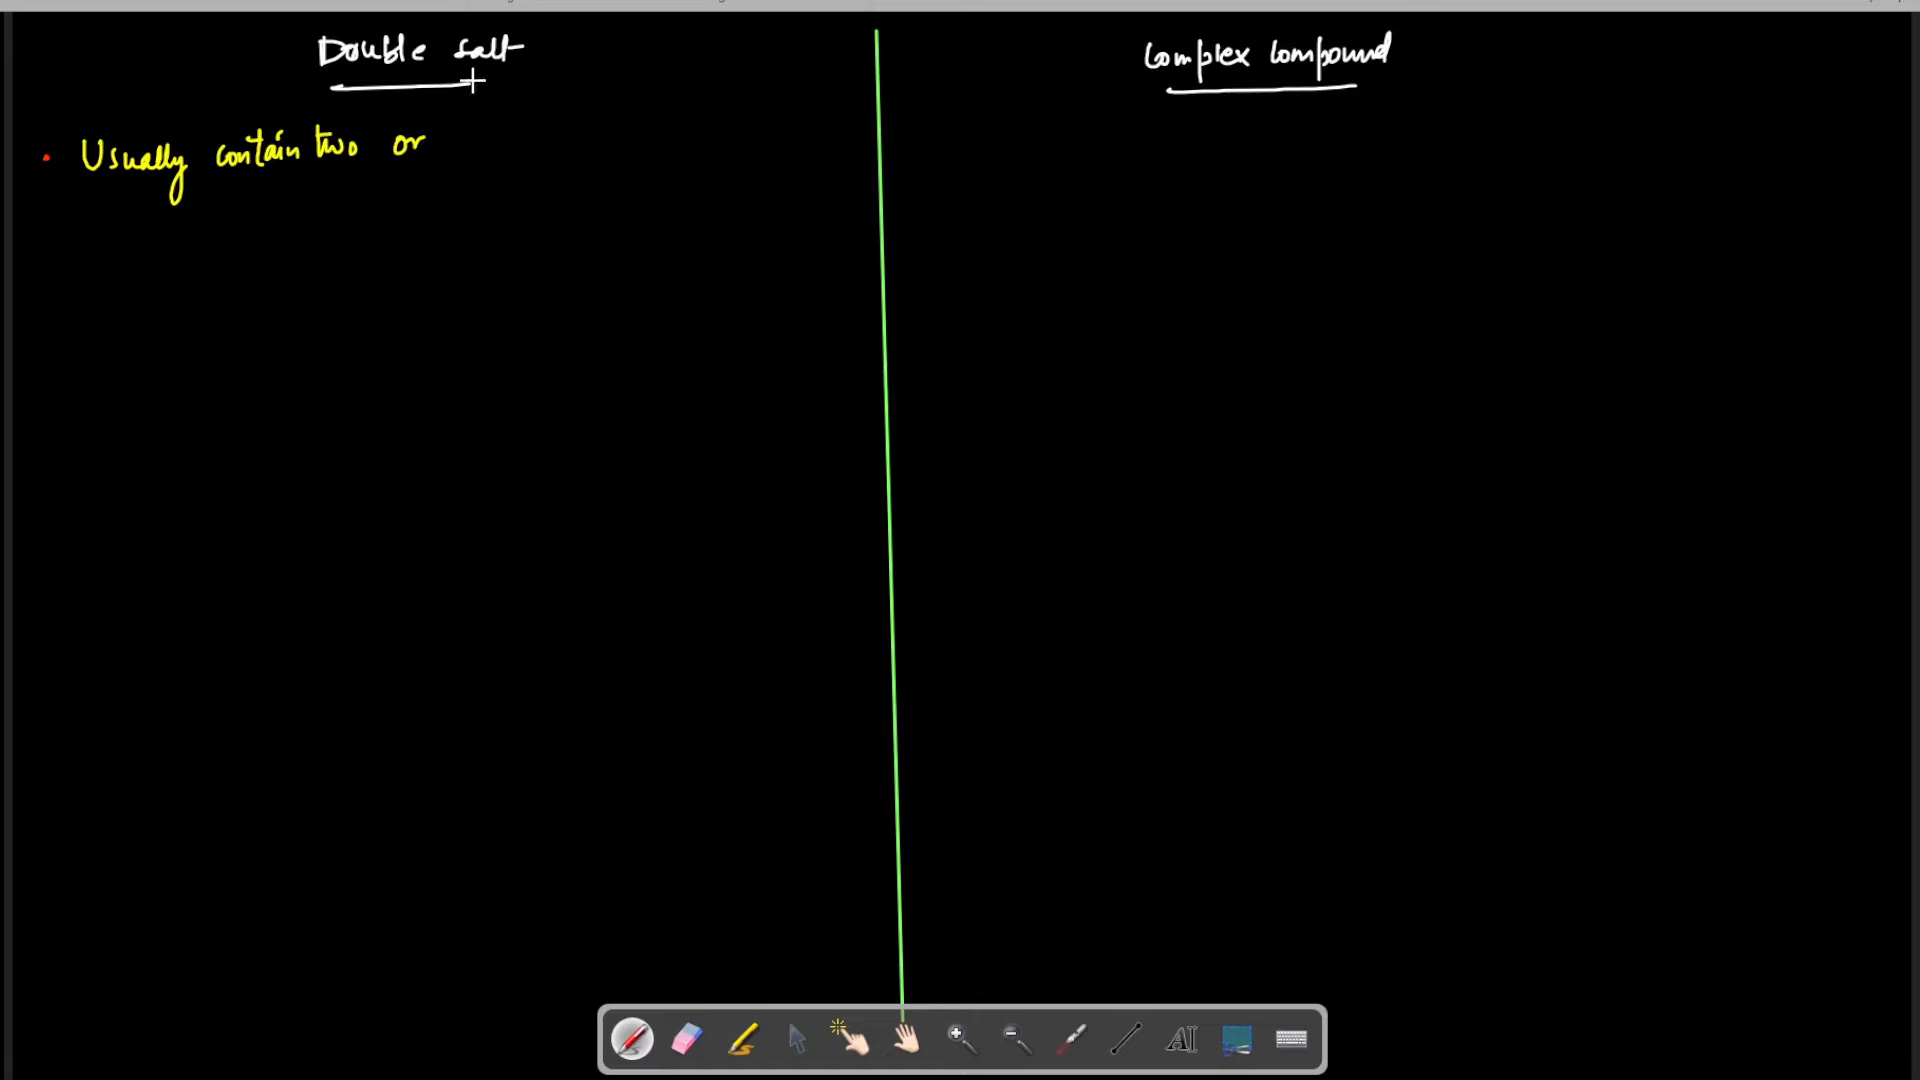 Double salt
Complex compound
• Usually contain two or